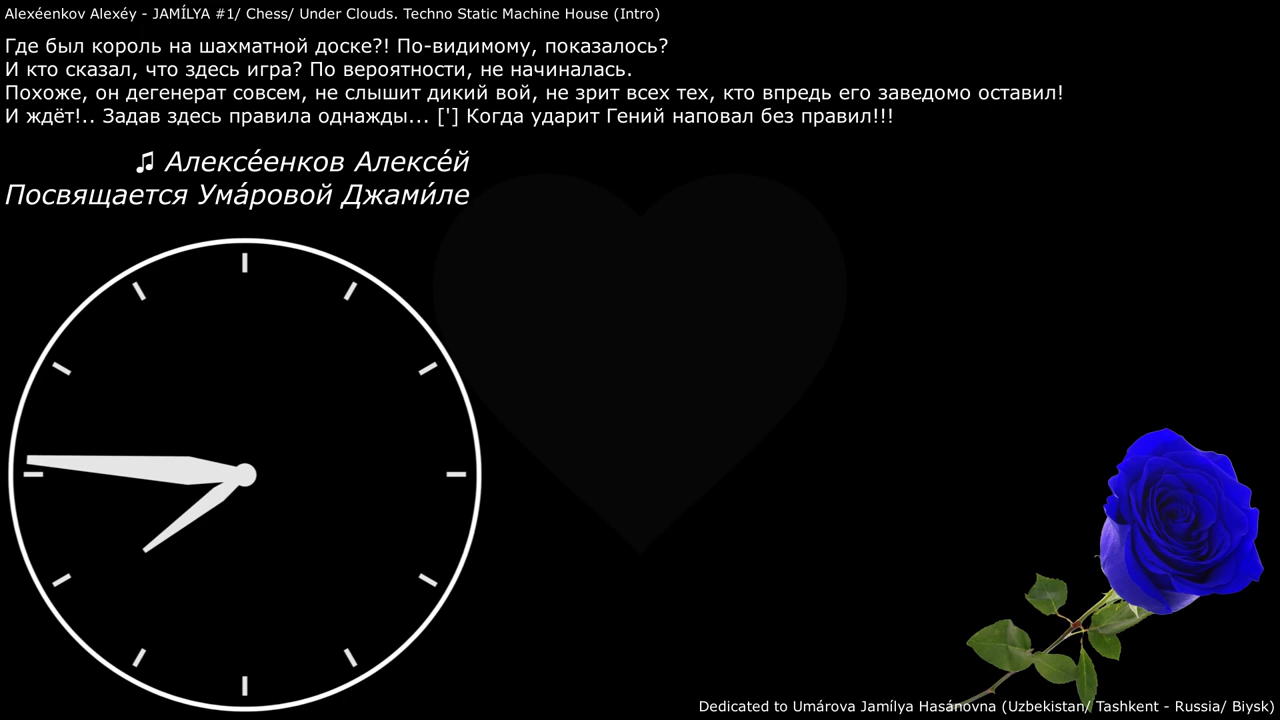 Alexéenkov Alexéy - JAMÍLYA #1/ Chess/ Under Clouds. Techno Static Machine House (Intro)
Где был король на шахматной доске?! По-видимому, показалось?
И кто сказал, что здесь игра? По вероятности, не начиналась.
Похоже, он дегенерат совсем, не слышит дикий вой, не зрит всех тех, кто впредь его заведомо оставил!
И ждёт!.. Задав здесь правила однажды... ['] Когда ударит Гений наповал без правил!!!
♫ Алексе́енков Алексе́й
Посвящается Ума́ровой Джами́ле
Dedicated to Umárova Jamílya Hasánovna (Uzbekistan/ Tashkent - Russia/ Biysk)